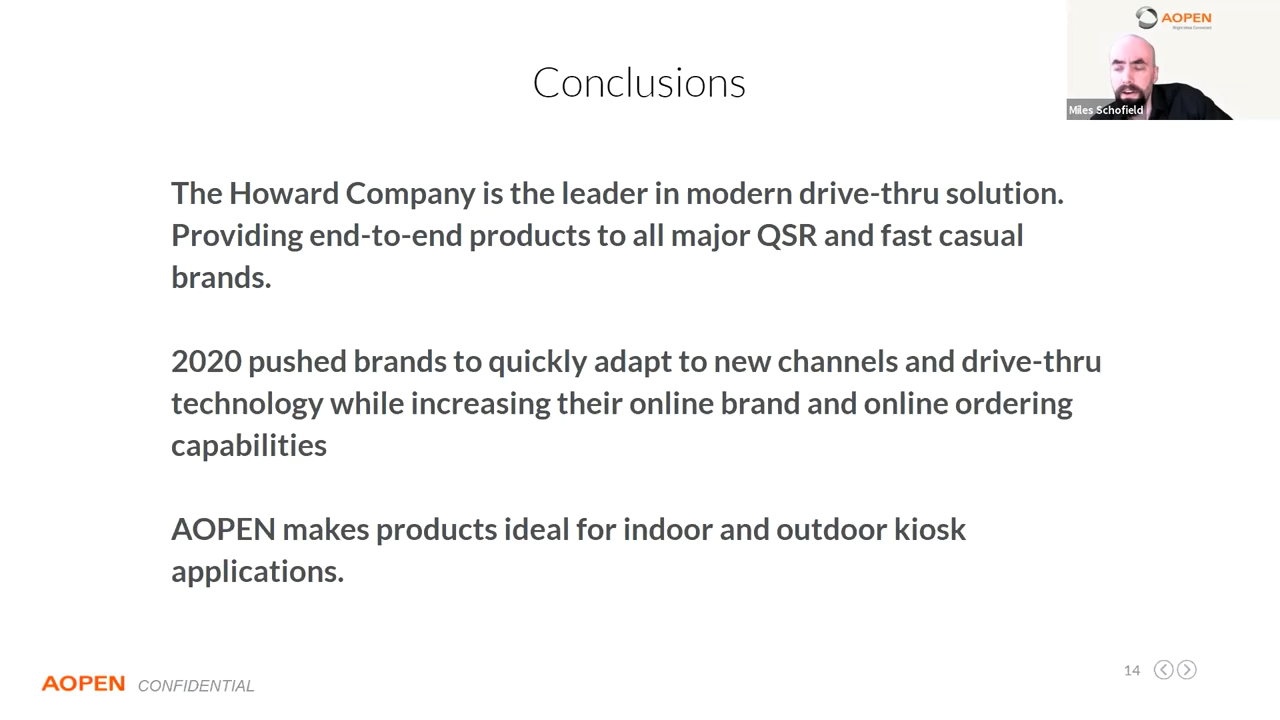 AOPEN
Conclusions
Miles Schofield
The Howard Company is the leader in modern drive-thru solution.
Providing end-to-end products to all major QSR and fast casual
brands.
2020 pushed brands to quickly adapt to new channels and drive-thru
technology while increasing their online brand and online ordering
capabilities
AOPEN makes products ideal for indoor and outdoor kiosk
applications.
AOPEN CONFIDENTIAL
14